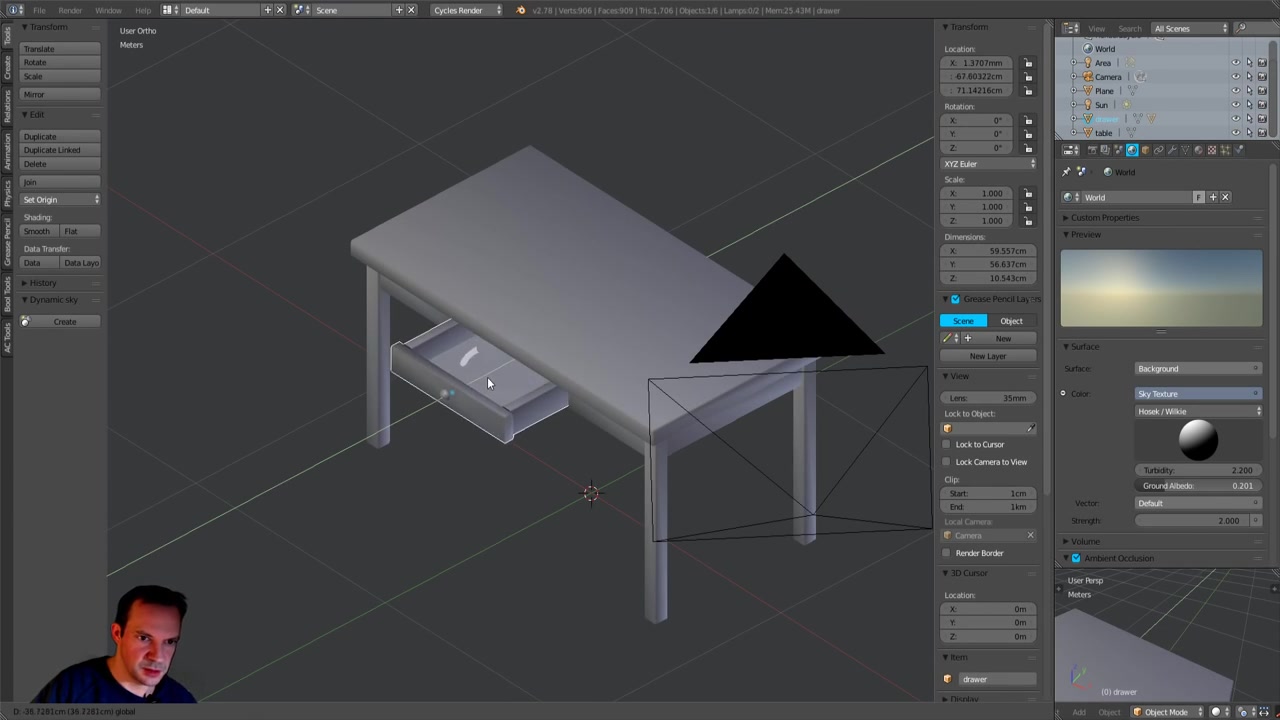 File Render Window Help Default Scene Cycles Render v2.78 | Verts:906 | Faces:909 | Tris:1,706 | Objects:1/6 | Lamps:0/2 | Mem:25.43M | drawer
Tools
Create
Relations
Animation
Physics
Grease Pencil
Bool Tools
AC Tools
Transform
Translate
Rotate
Scale
Mirror
Edit
Duplicate
Duplicate Linked
Delete
Join
Set Origin
Shading:
Smooth Flat
Data Transfer:
Data Data Layo
History
Dynamic sky
Create
User Ortho
Meters
D: -36.7281cm (36.7281cm) global
Transform
Location:
X: 1.3707mm
: -67.60322cm
: 71.14216cm
Rotation:
X: 0°
Y: 0°
Z: 0°
XYZ Euler
Scale:
X: 1.000
Y: 1.000
Z: 1.000
Dimensions:
X: 59.557cm
Y: 56.637cm
Z: 10.543cm
Grease Pencil Layers
Scene Object
New
New Layer
View
Lens: 35mm
Lock to Object:
Lock to Cursor
Lock Camera to View
Clip:
Start: 1cm
End: 1km
Local Camera:
Camera
Render Border
3D Cursor
Location:
X: 0m
Y: 0m
Z: 0m
Item
drawer
Display
View Search All Scenes
World
Area
Camera
Plane
Sun
drawer
table
World
World F
Custom Properties
Preview
Surface
Surface: Background
Color: Sky Texture
Hosek / Wilkie
Turbidity: 2.200
Ground Albedo: 0.201
Vector: Default
Strength: 2.000
Volume
Ambient Occlusion
User Persp
Meters
(0) drawer
Add Object Object Mode